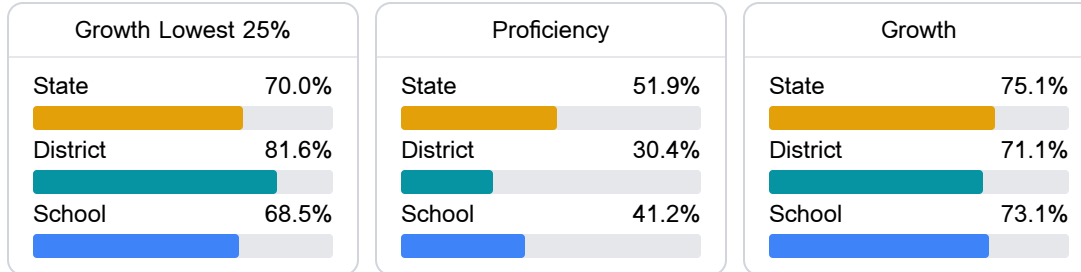 Growth Lowest 25%
State 70.0%
District 81.6%
School 68.5%
Proficiency
State 51.9%
District 30.4%
School 41.2%
Growth
State 75.1%
District 71.1%
School 73.1%